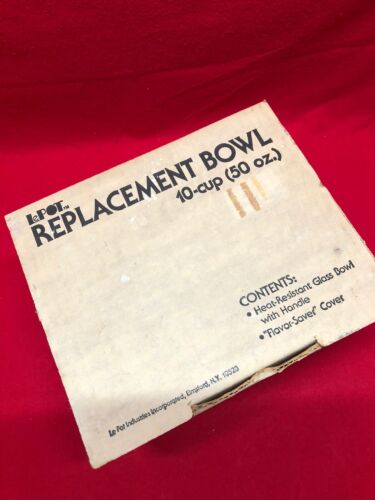 LePOT™
REPLACEMENT BOWL
10-cup (50 oz.)
CONTENTS:
• Heat-Resistant Glass Bowl
with Handle
• "Flavor-Saver" Cover
Le Pot Industries Incorporated, Elmsford, N.Y. 10523